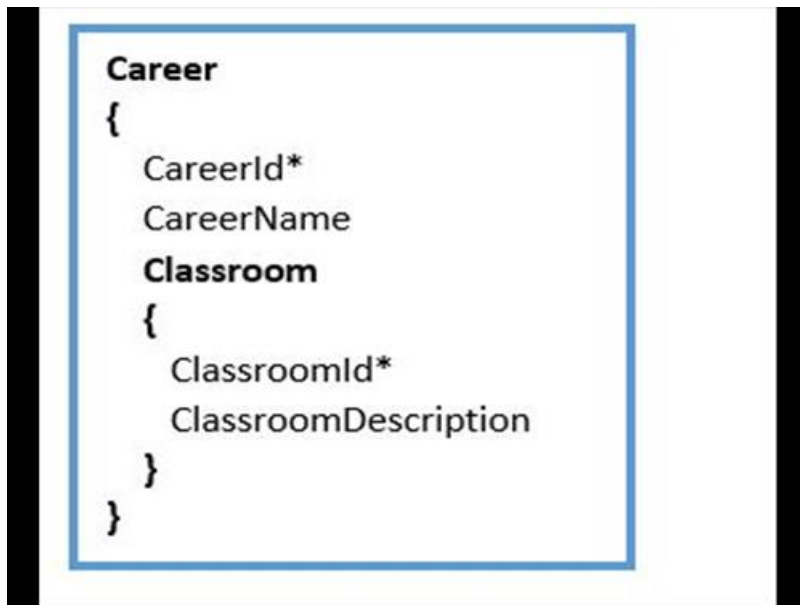 Career
{
CareerId*
CareerName
Classroom
{
ClassroomId*
ClassroomDescription
}
}